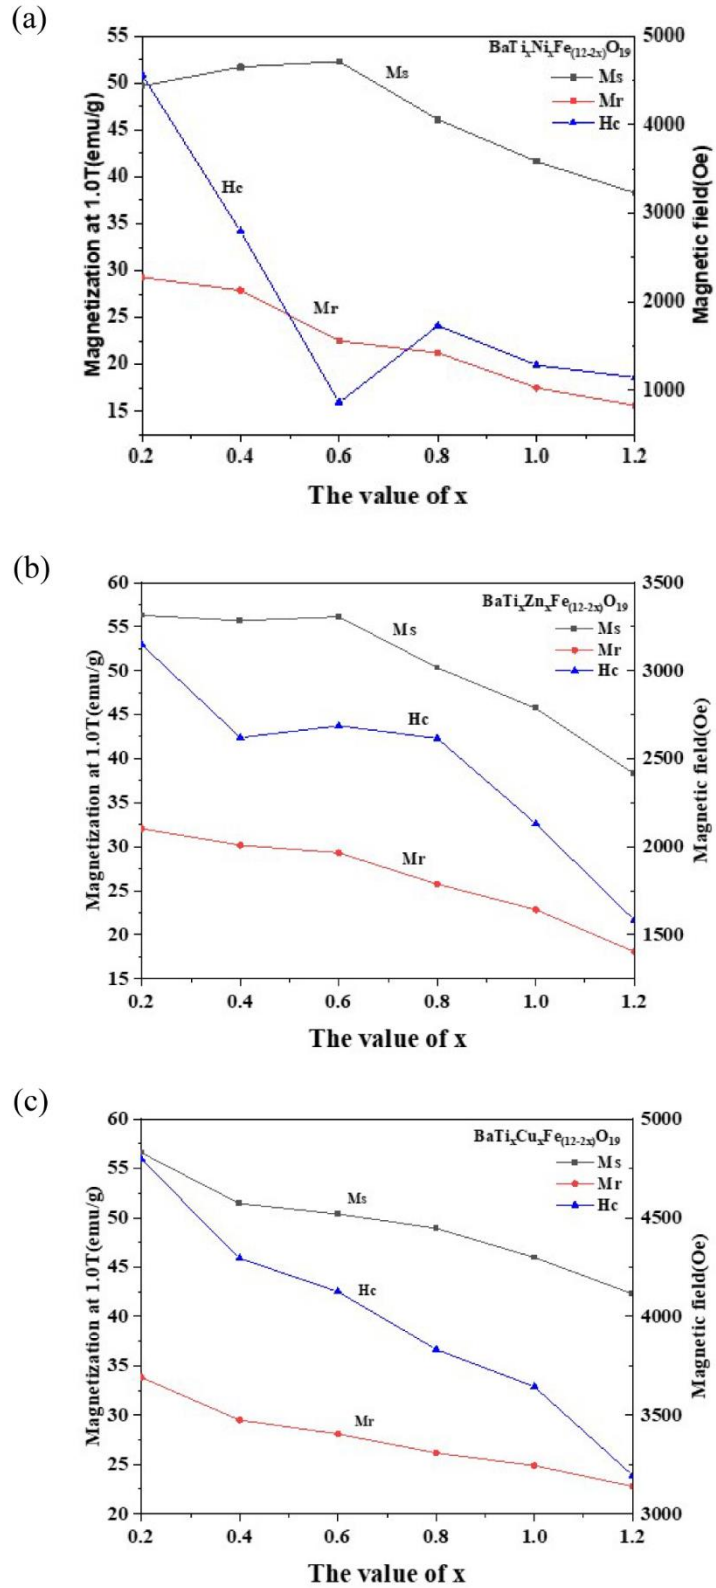 (a)
BaTixNixFe(12-2x)O19
Ms
Mr
Hc
Ms
Hc
Mr
Magnetization at 1.0T(emu/g)
55
50
45
40
35
30
25
20
15
Magnetic field(Oe)
5000
4000
3000
2000
1000
0.2 0.4 0.6 0.8 1.0 1.2
The value of x
(b)
BaTixZnxFe(12-2x)O19
Ms
Mr
Hc
Ms
Hc
Mr
Magnetization at 1.0T(emu/g)
60
55
50
45
40
35
30
25
20
15
Magnetic field(Oe)
3500
3000
2500
2000
1500
0.2 0.4 0.6 0.8 1.0 1.2
The value of x
(c)
BaTixCuxFe(12-2x)O19
Ms
Mr
Hc
Ms
Hc
Mr
Magnetization at 1.0T(emu/g)
60
55
50
45
40
35
30
25
20
Magnetic field(Oe)
5000
4500
4000
3500
3000
0.2 0.4 0.6 0.8 1.0 1.2
The value of x